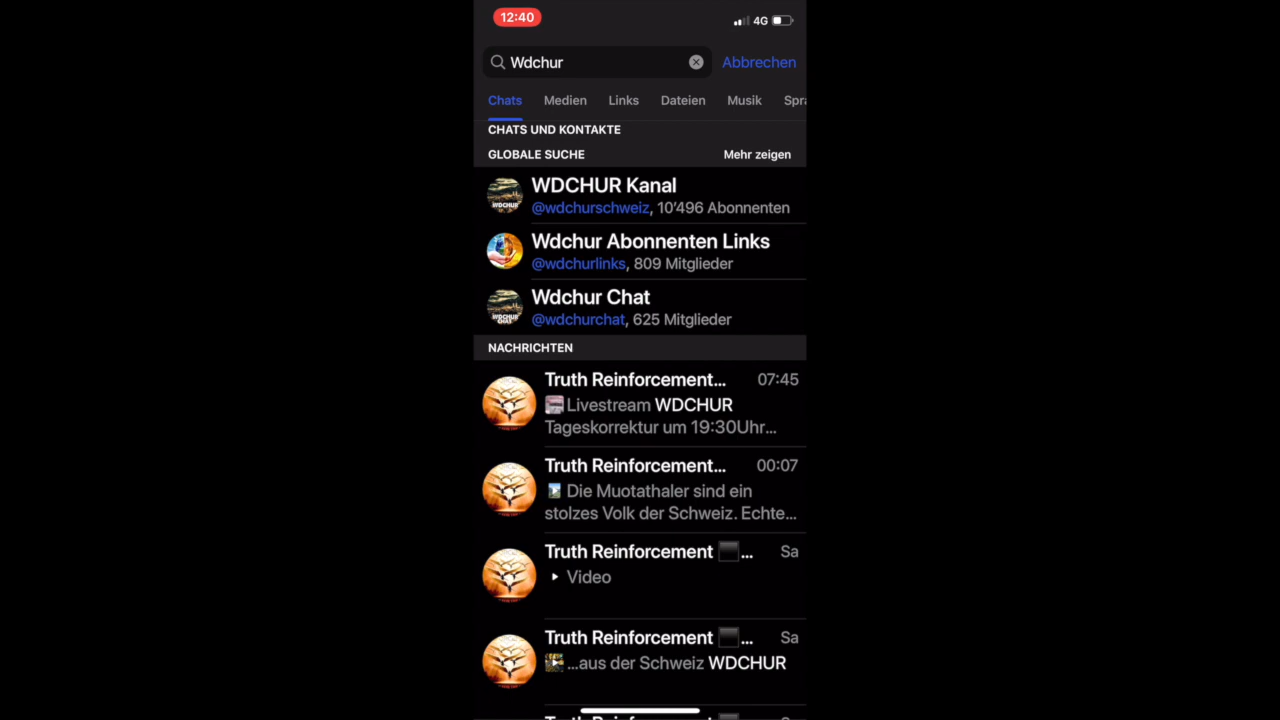 12:40
4G
Wdchur
Abbrechen
Chats Medien Links Dateien Musik Spra
CHATS UND KONTAKTE
GLOBALE SUCHE Mehr zeigen
WDCHUR Kanal
@wdchurschweiz, 10’496 Abonnenten
Wdchur Abonnenten Links
@wdchurlinks, 809 Mitglieder
Wdchur Chat
@wdchurchat, 625 Mitglieder
NACHRICHTEN
Truth Reinforcement... 07:45
Livestream WDCHUR
Tageskorrektur um 19:30Uhr...
Truth Reinforcement... 00:07
Die Muotathaler sind ein
stolzes Volk der Schweiz. Echte...
Truth Reinforcement ... Sa
Video
Truth Reinforcement ... Sa
...aus der Schweiz WDCHUR